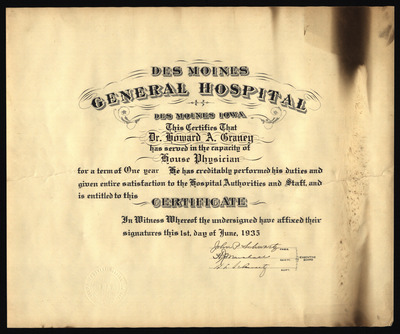 DES MOINES
GENERAL HOSPITAL
DES MOINES IOWA
This Certifies That
Dr. Howard A. Graney
has served in the capacity of
House Physician
for a term of One year He has creditably performed his duties and
given entire satisfaction to the Hospital Authorities and Staff, and
is entitled to this
CERTIFICATE
In Witness Whereof the undersigned have affixed their
signatures this 1st. day of June, 1935
John P. Schwartz